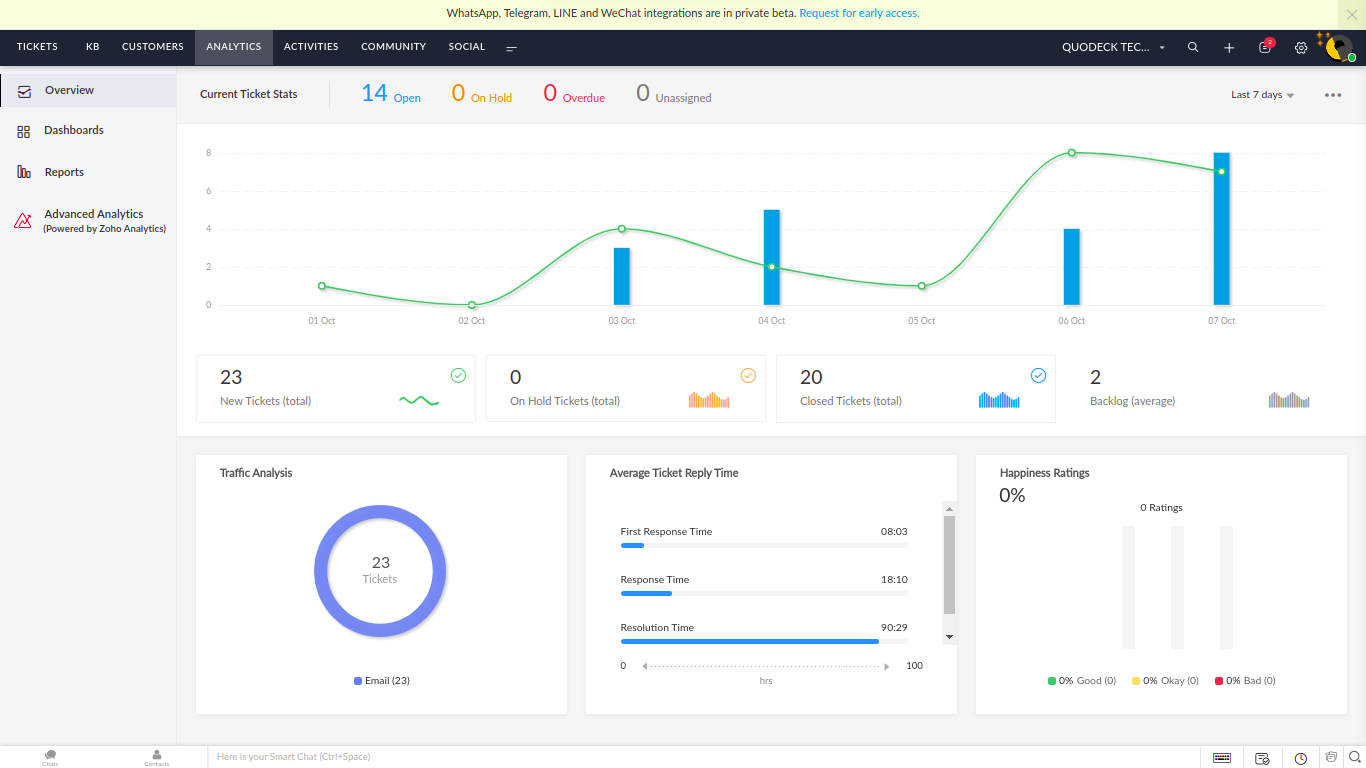 WhatsApp, Telegram, LINE and WeChat integrations are in private beta. Request for early access.
TICKETS KB CUSTOMERS ANALYTICS ACTIVITIES COMMUNITY SOCIAL QUODECK TEC... 2
Overview
Dashboards
Reports
Advanced Analytics
(Powered by Zoho Analytics)
Current Ticket Stats 14 Open 0 On Hold 0 Overdue 0 Unassigned Last 7 days
8
6
4
2
0
01 Oct 02 Oct 03 Oct 04 Oct 05 Oct 06 Oct 07 Oct
23
New Tickets (total)
0
On Hold Tickets (total)
20
Closed Tickets (total)
2
Backlog (average)
Traffic Analysis
23
Tickets
Email (23)
Average Ticket Reply Time
First Response Time 08:03
Response Time 18:10
Resolution Time 90:29
0 100
hrs
Happiness Ratings
0%
0 Ratings
0% Good (0) 0% Okay (0) 0% Bad (0)
Chats Contacts Here is your Smart Chat (Ctrl+Space)